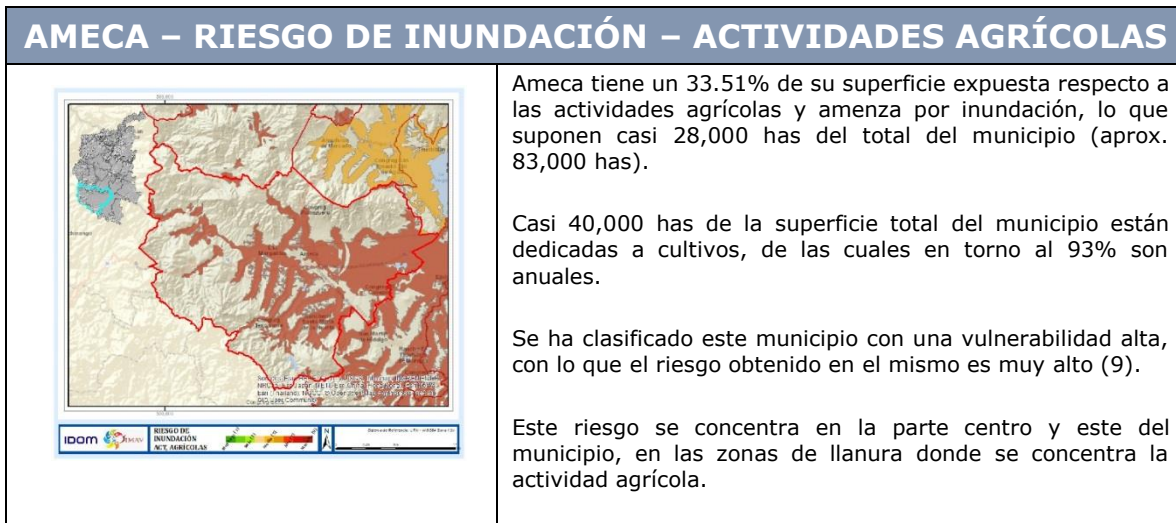 AMECA – RIESGO DE INUNDACIÓN – ACTIVIDADES AGRÍCOLAS
Ameca tiene un 33.51% de su superficie expuesta respecto a
las actividades agrícolas y amenza por inundación, lo que
suponen casi 28,000 has del total del municipio (aprox.
83,000 has).
Casi 40,000 has de la superficie total del municipio están
dedicadas a cultivos, de las cuales en torno al 93% son
anuales.
Se ha clasificado este municipio con una vulnerabilidad alta,
con lo que el riesgo obtenido en el mismo es muy alto (9).
Este riesgo se concentra en la parte centro y este del
municipio, en las zonas de llanura donde se concentra la
actividad agrícola.
IDOM
RIESGO DE
INUNDACIÓN
ACT. AGRÍCOLAS
N